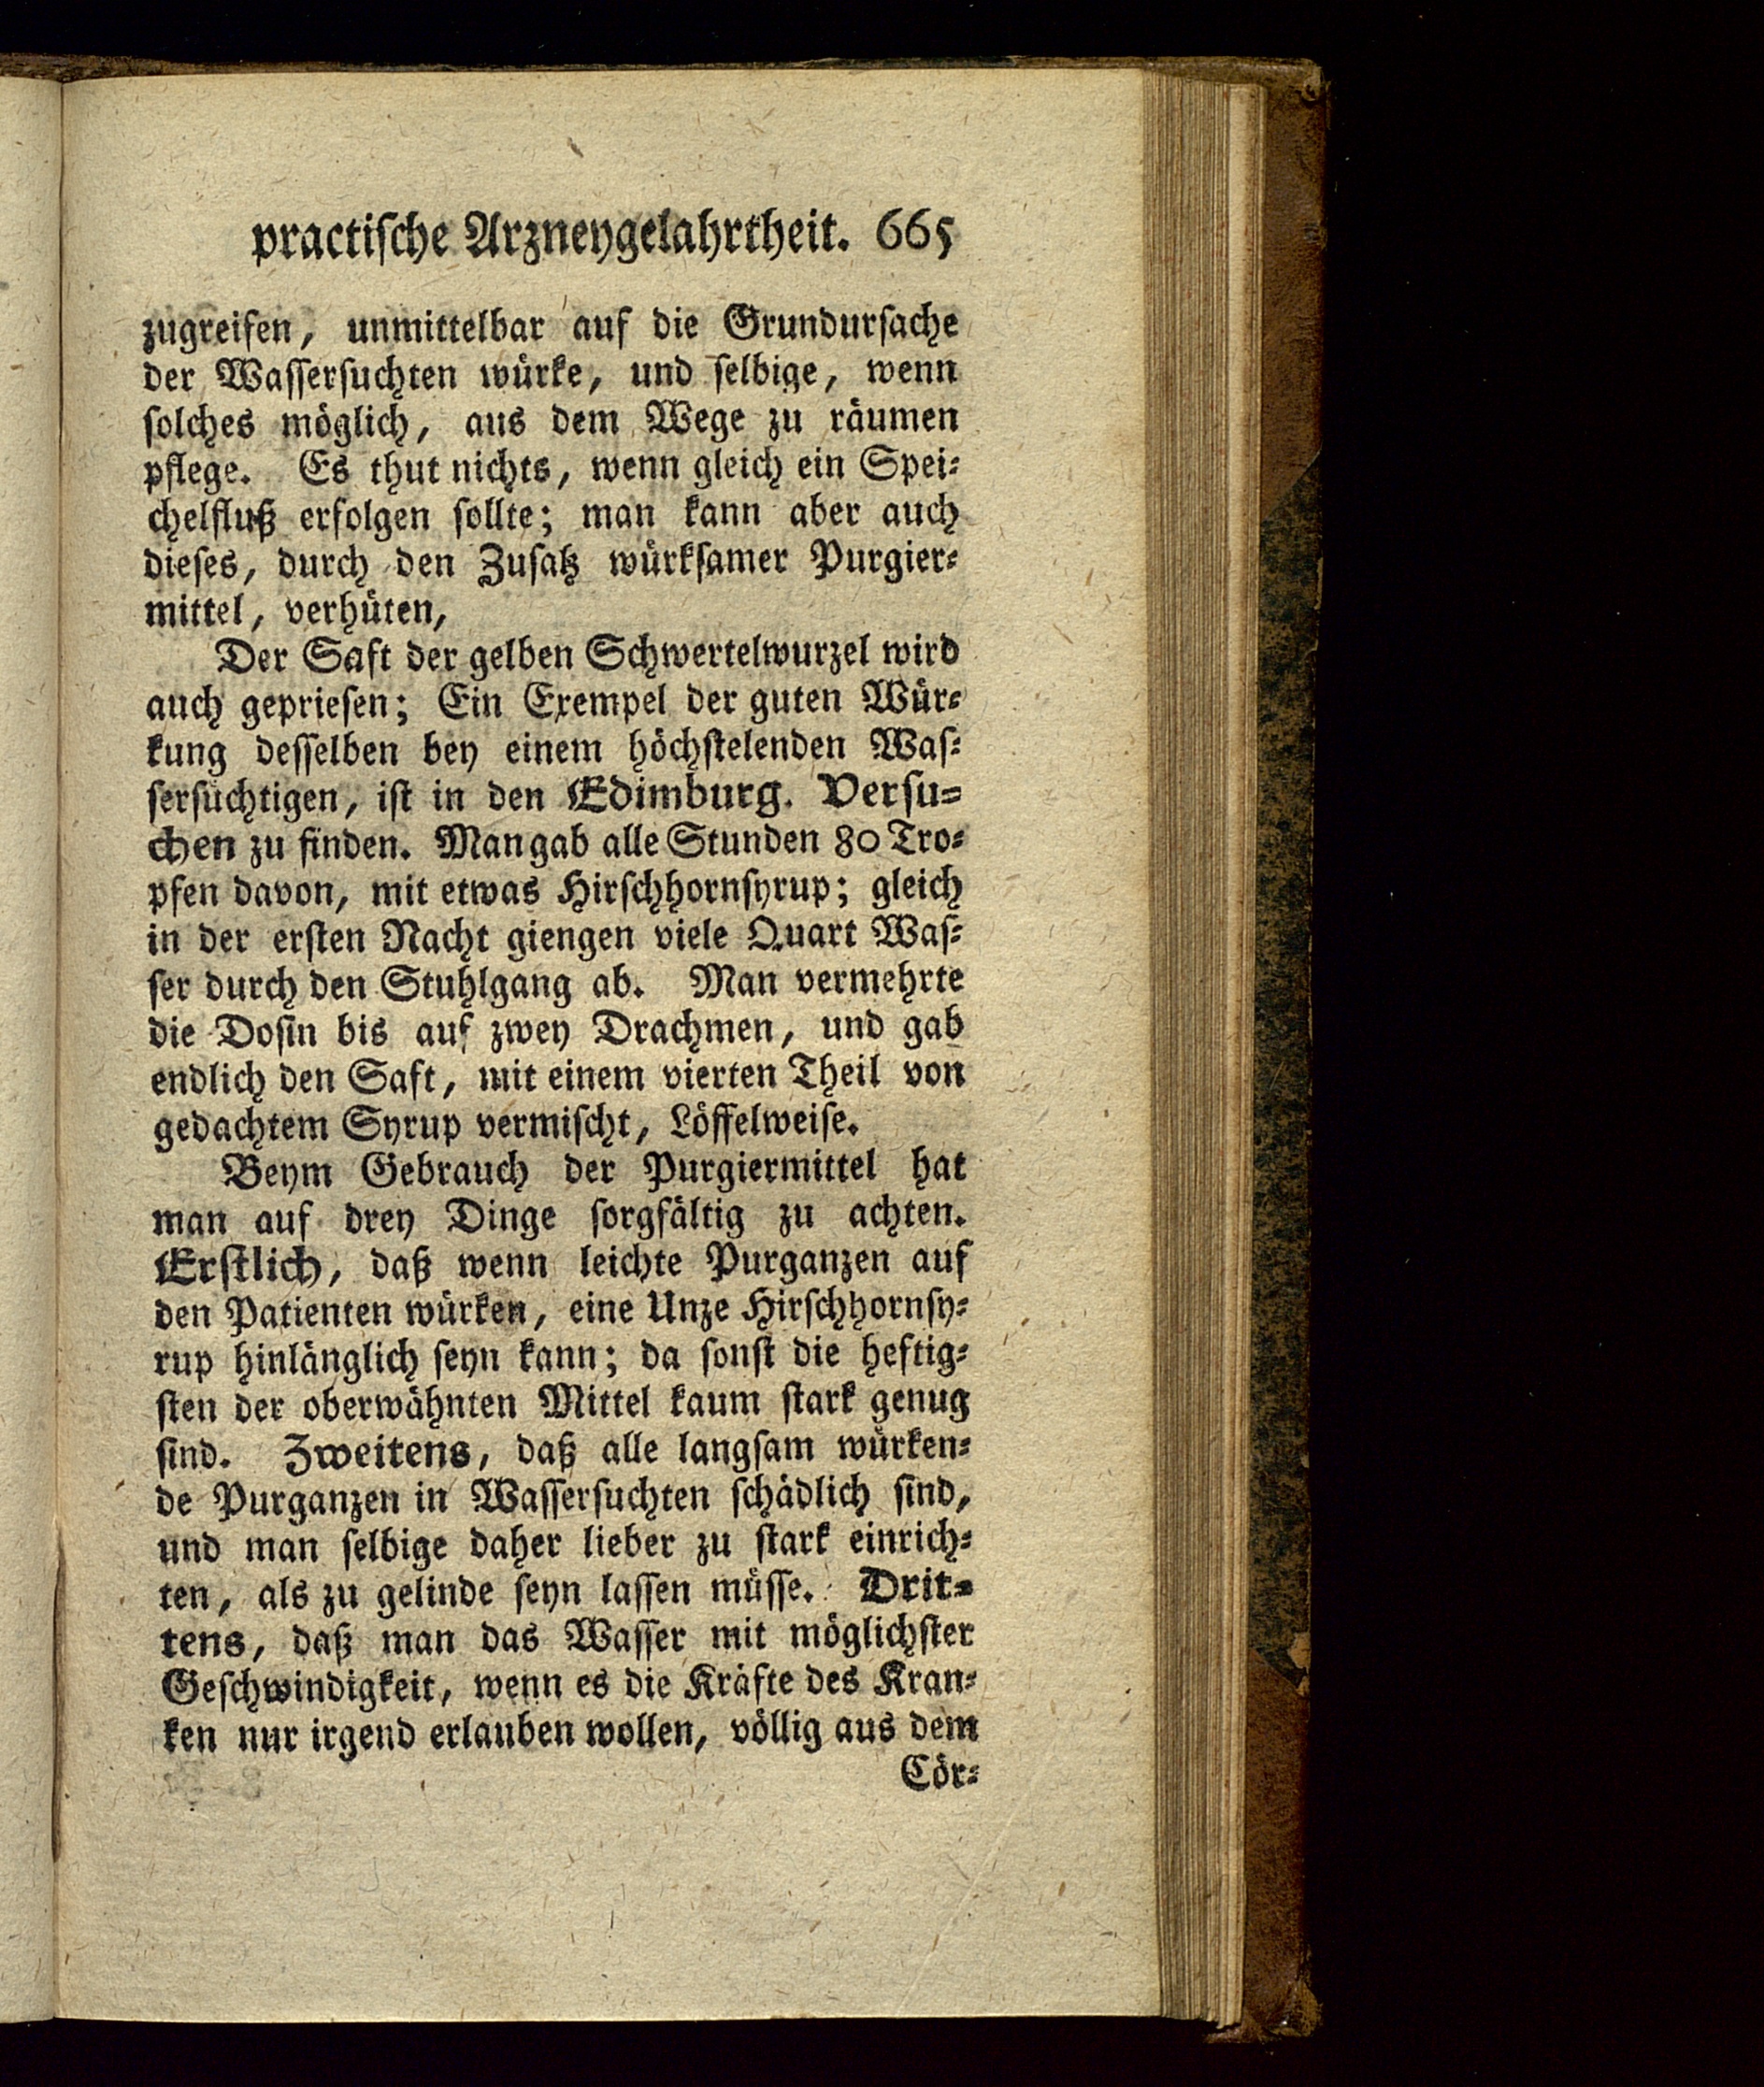 practische Arzneygelahrtheit. 665
zugreifen, unmittelbar auf die Grundursache
der Wassersuchten würke, und selbige, wenn
solches möglich, aus dem Wege zu räumen
pflege. Es thut nichts, wenn gleich ein Spei-
chelfluß erfolgen sollte; man kann aber auch
dieses, durch den Zusatz würksamer Purgier-
mittel, verhüten,
Der Saft der gelben Schwertelwurzel wird
auch gepriesen; Ein Exempel der guten Wür-
kung desselben bey einem höchstelenden Was-
sersüchtigen, ist in den Edimburg. Versu-
chen zu finden. Man gab alle Stunden 80 Tro-
pfen davon, mit etwas Hirschhornsyrup; gleich
in der ersten Nacht giengen viele Quart Was-
ser durch den Stuhlgang ab. Man vermehrte
die Dosin bis auf zwey Drachmen, und gab
endlich den Saft, mit einem vierten Theil von
gedachtem Syrup vermischt, Löffelweise.
Beym Gebrauch der Purgiermittel hat
man auf drey Dinge sorgfältig zu achten.
Erstlich, daß wenn leichte Purganzen auf
den Patienten würken, eine Unze Hirschhornsy-
rup hinlänglich seyn kann; da sonst die heftig-
sten der oberwähnten Mittel kaum stark genug
sind. Zweitens, daß alle langsam würken-
de Purganzen in Wassersuchten schädlich sind,
und man selbige daher lieber zu stark einrich-
ten, als zu gelinde seyn lassen müsse. Drit-
tens, daß man das Wasser mit möglichster
Geschwindigkeit, wenn es die Kräfte des Kran-
ken nur irgend erlauben wollen, völlig aus dem
Cör-